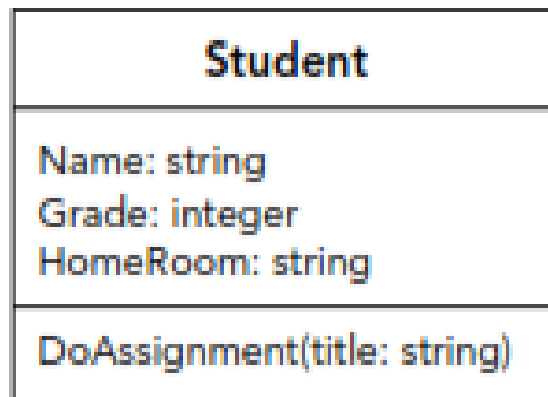 Student
Name: string
Grade: integer
HomeRoom: string
DoAssignment(title: string)